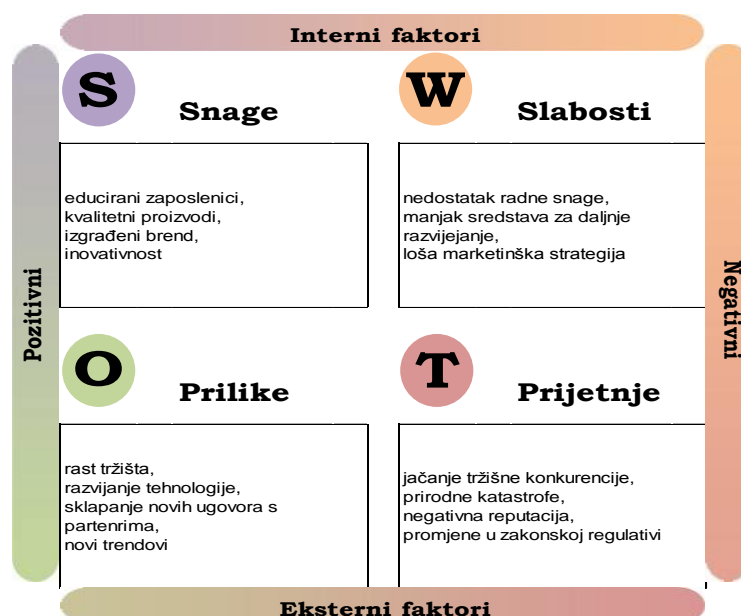 Interni faktori
S
Snage
W
Slabosti
educirani zaposlenici,
kvalitetni proizvodi,
izgrađeni brend,
inovativnost
nedostatak radne snage,
manjak sredstava za daljnje
razvijejanje,
loša marketinška strategija
Pozitivni
Negativni
O
Prilike
T
Prijetnje
rast tržišta,
razvijanje tehnologije,
sklapanje novih ugovora s
partenrima,
novi trendovi
jačanje tržišne konkurencije,
prirodne katastrofe,
negativna reputacija,
promjene u zakonskoj regulativi
Eksterni faktori